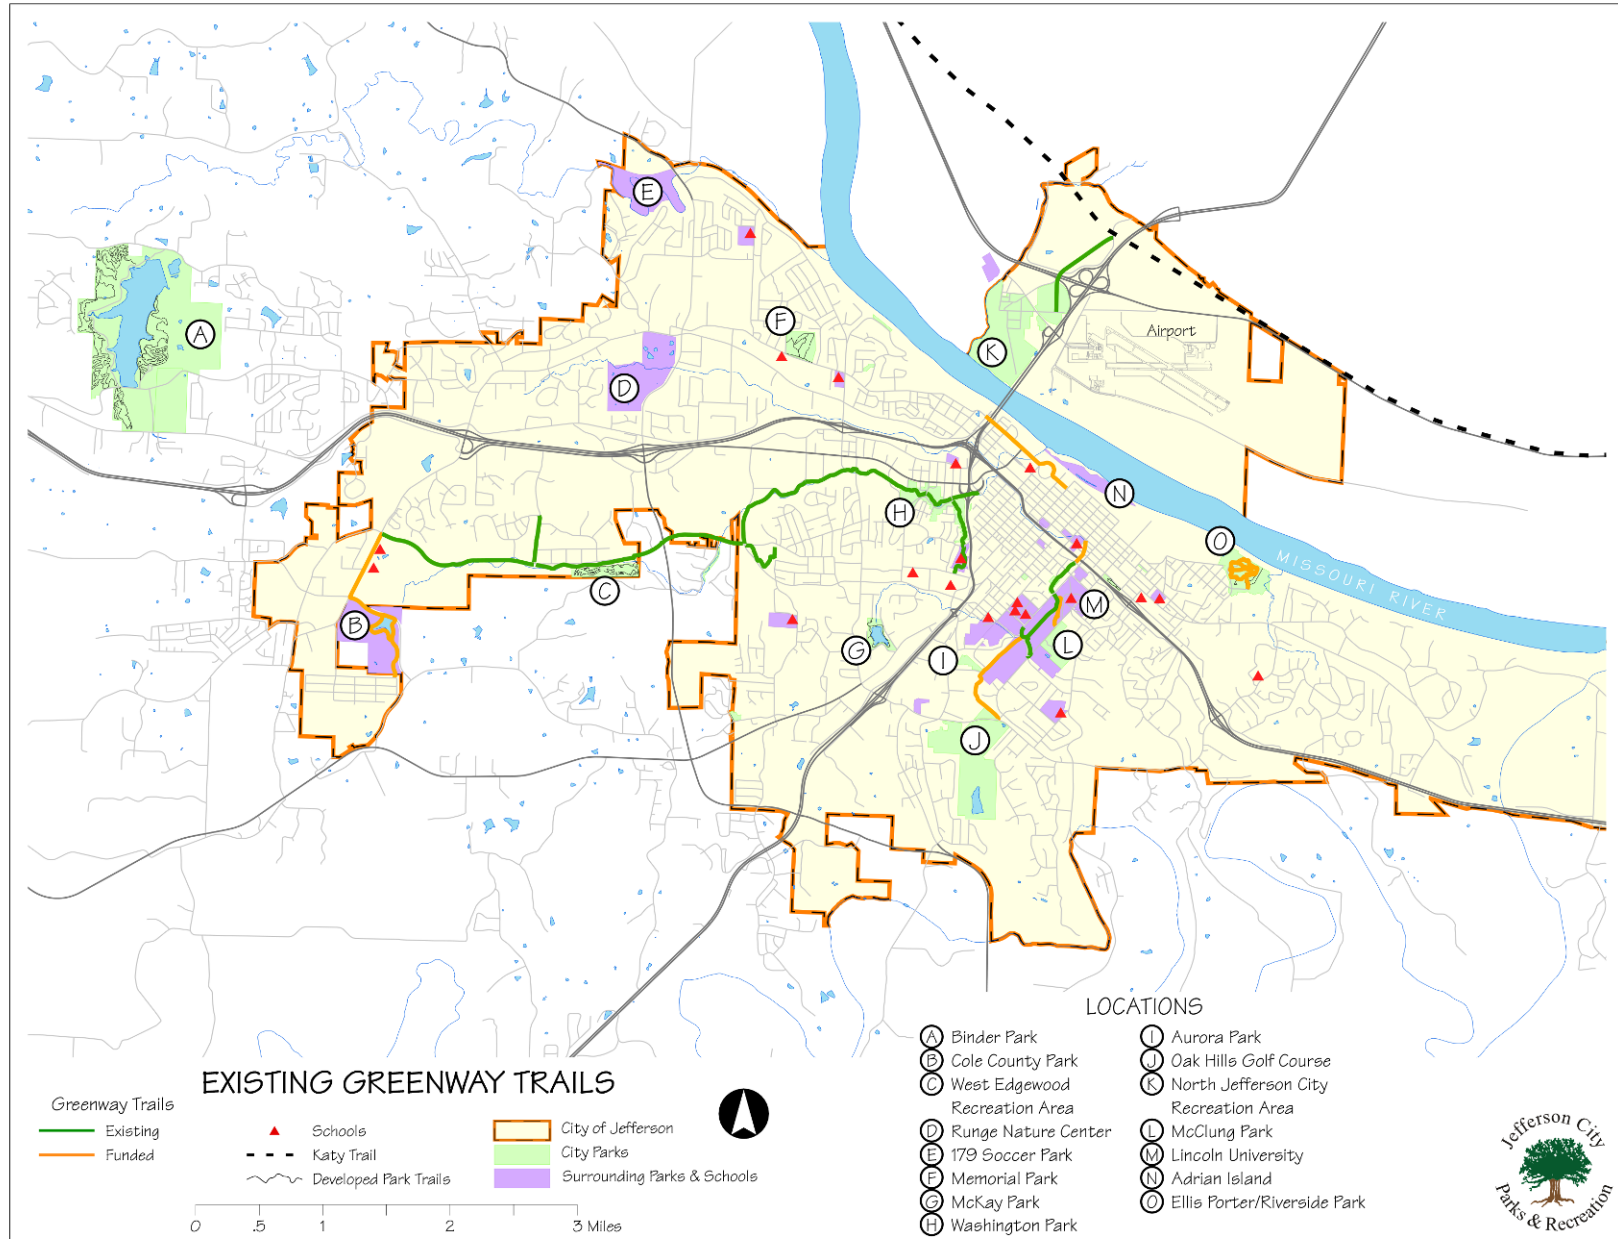 E
A
F
K
Airport
D
N
H
O
MISSOURI RIVER
C
M
B
G
L
I
J
LOCATIONS
A Binder Park
B Cole County Park
C West Edgewood
Recreation Area
D Runge Nature Center
E 179 Soccer Park
F Memorial Park
G McKay Park
H Washington Park
I Aurora Park
J Oak Hills Golf Course
K North Jefferson City
Recreation Area
L McClung Park
M Lincoln University
N Adrian Island
O Ellis Porter/Riverside Park
EXISTING GREENWAY TRAILS
Greenway Trails
Existing
Funded
Schools
Katy Trail
Developed Park Trails
City of Jefferson
City Parks
Surrounding Parks & Schools
0 .5 1 2 3 Miles
Jefferson City
Parks & Recreation